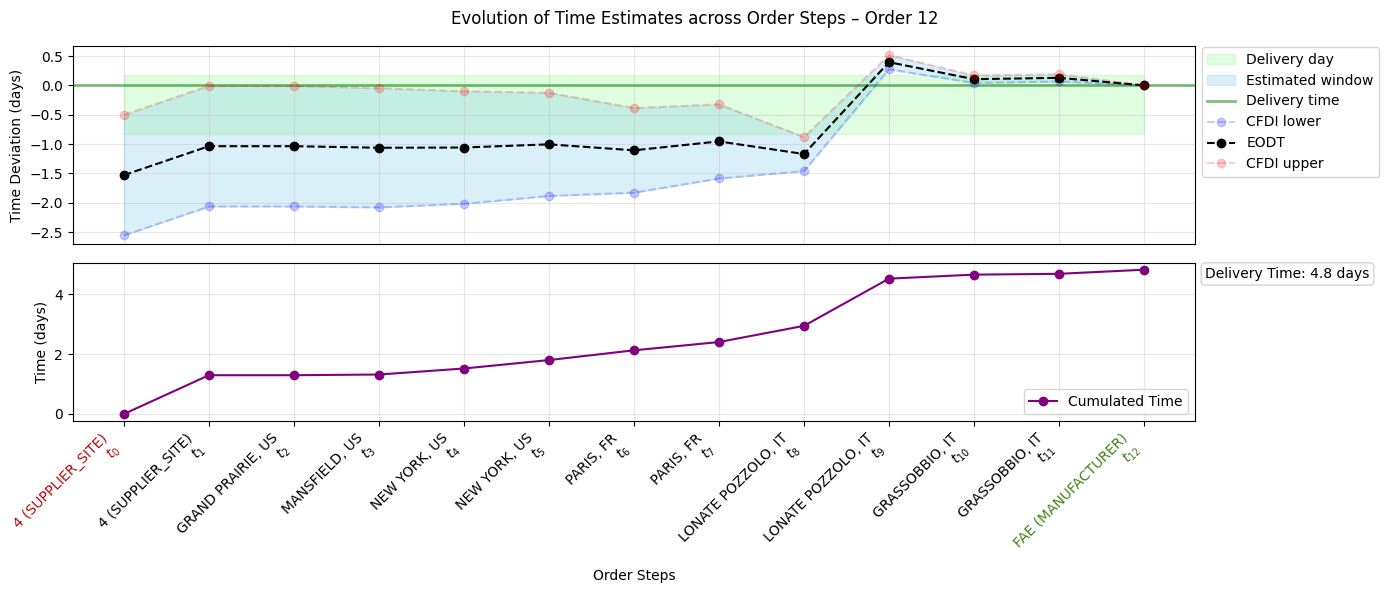 Evolution of Time Estimates across Order Steps – Order 12
Time Deviation (days)
0.5
0.0
−0.5
−1.0
−1.5
−2.0
−2.5
Delivery day
Estimated window
Delivery time
CFDI lower
EODT
CFDI upper
Time (days)
4
2
0
Delivery Time: 4.8 days
Cumulated Time
4 (SUPPLIER_SITE)
t0
4 (SUPPLIER_SITE)
t1
GRAND PRAIRIE, US
t2
MANSFIELD, US
t3
NEW YORK, US
t4
NEW YORK, US
t5
PARIS, FR
t6
PARIS, FR
t7
LONATE POZZOLO, IT
t8
LONATE POZZOLO, IT
t9
GRASSOBBIO, IT
t10
GRASSOBBIO, IT
t11
FAE (MANUFACTURER)
t12
Order Steps